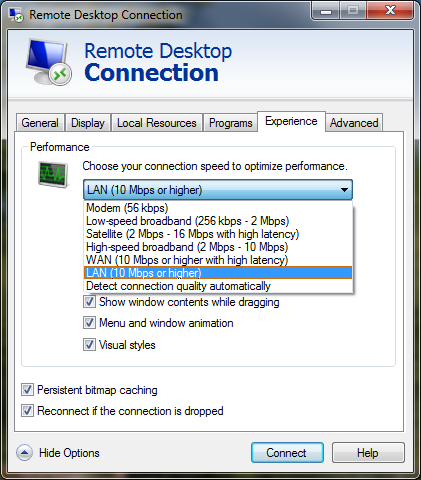 Remote Desktop Connection
Remote Desktop
Connection
General Display Local Resources Programs Experience Advanced
Performance
Choose your connection speed to optimize performance.
LAN (10 Mbps or higher)
Modem (56 kbps)
Low-speed broadband (256 kbps - 2 Mbps)
Satellite (2 Mbps - 16 Mbps with high latency)
High-speed broadband (2 Mbps - 10 Mbps)
WAN (10 Mbps or higher with high latency)
LAN (10 Mbps or higher)
Detect connection quality automatically
Show window contents while dragging
Menu and window animation
Visual styles
Persistent bitmap caching
Reconnect if the connection is dropped
Hide Options Connect Help